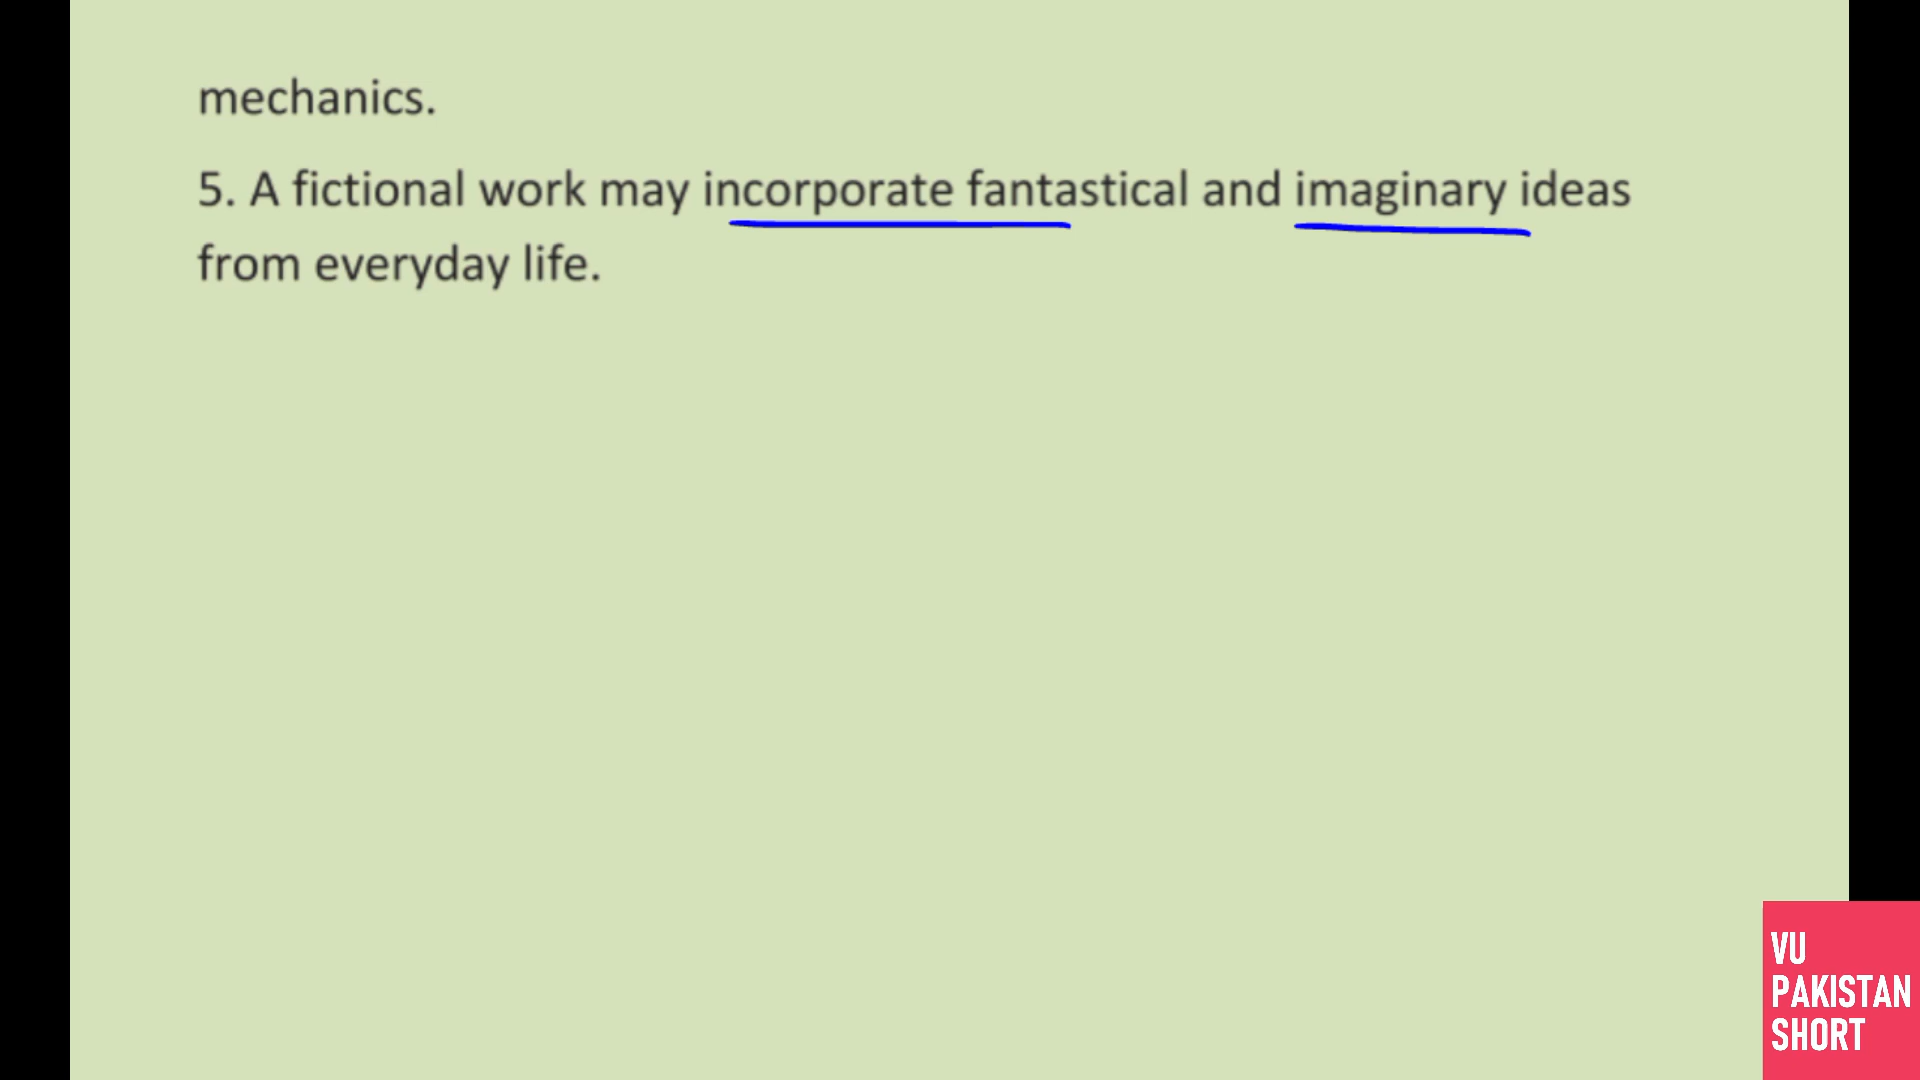 mechanics.
5. A fictional work may incorporate fantastical and imaginary ideas
from everyday life.
VU
PAKISTAN
SHORT